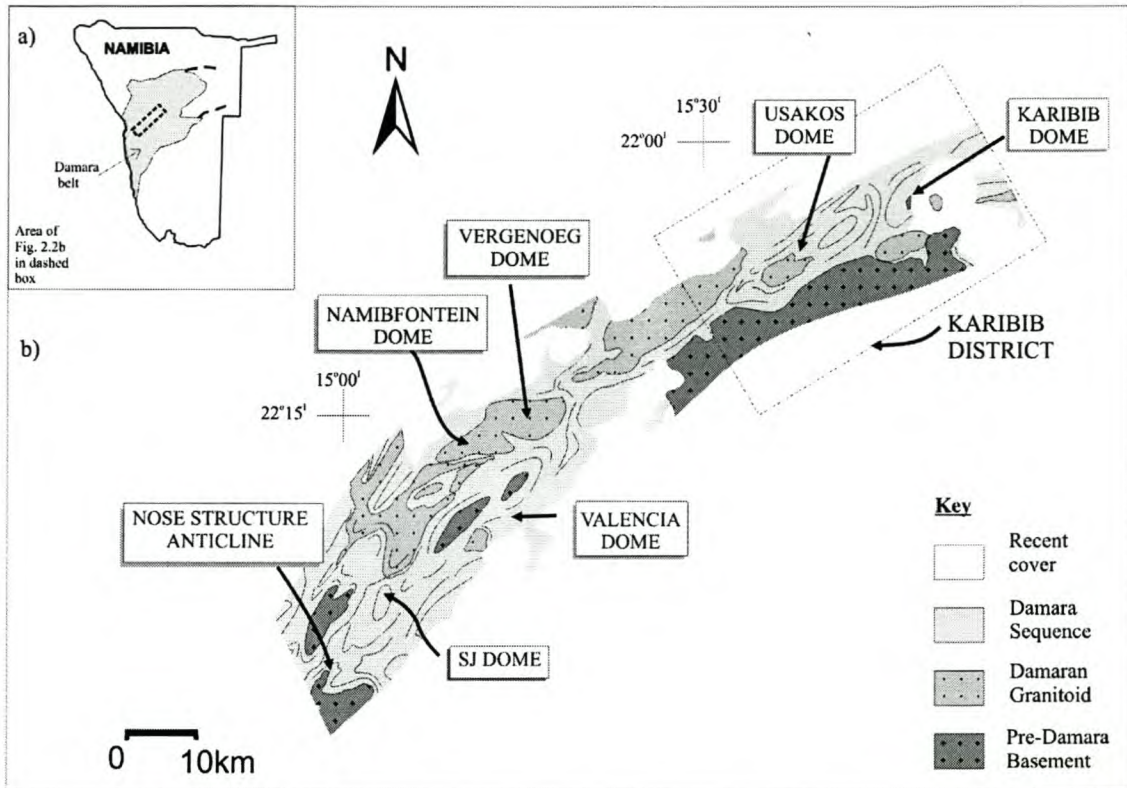 a)
NAMIBIA
Damara
belt
Area of
Fig. 2.2b
in dashed
box
N
15°30'
22°00'
USAKOS
DOME
KARIBIB
DOME
VERGENOEG
DOME
NAMIBFONTEIN
DOME
b)
15°00'
22°15'
KARIBIB
DISTRICT
NOSE STRUCTURE
ANTICLINE
VALENCIA
DOME
SJ DOME
0 10km
Key
Recent
cover
Damara
Sequence
Damaran
Granitoid
Pre-Damara
Basement